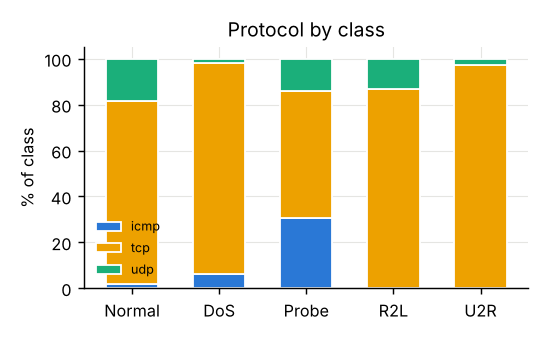 Protocol by class
% of class
100
80
60
40
20
0
icmp
tcp
udp
Normal DoS Probe R2L U2R